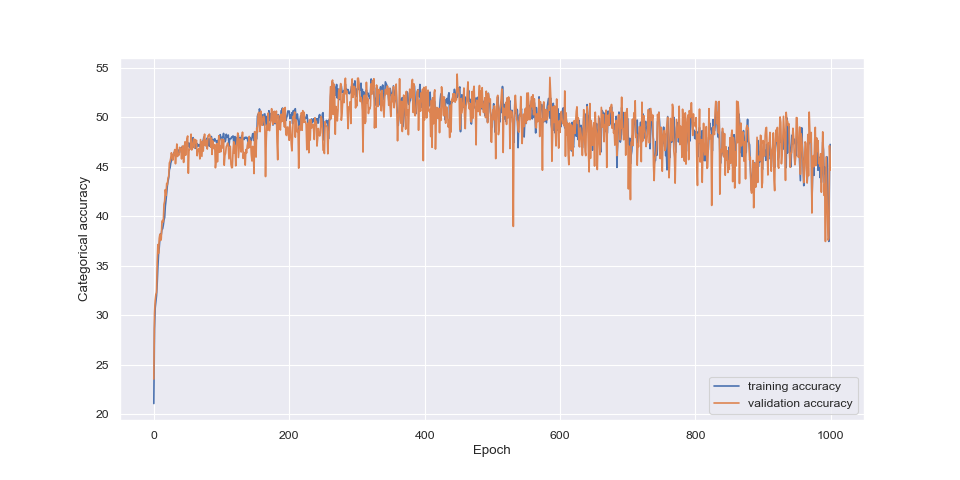 55
50
45
40
35
30
25
20
Categorical accuracy
0 200 400 600 800 1000
Epoch
training accuracy
validation accuracy